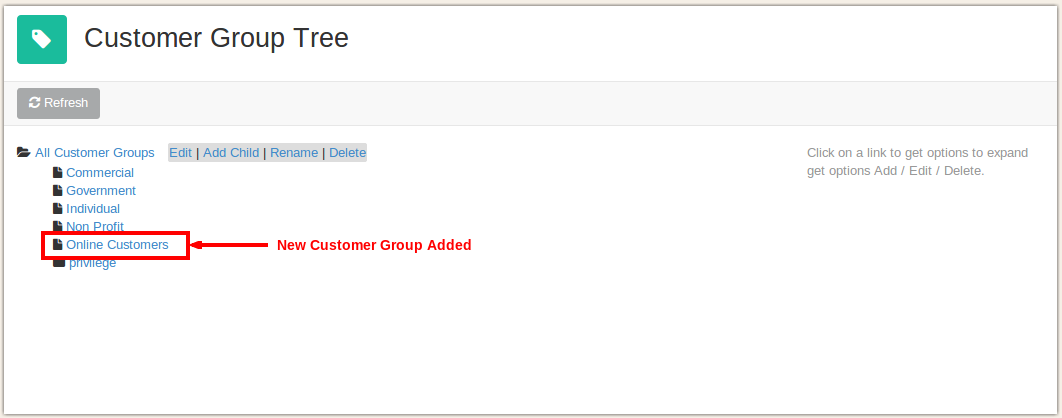 Customer Group Tree
Refresh
All Customer Groups Edit | Add Child | Rename | Delete
Click on a link to get options to expand
get options Add / Edit / Delete.
Commercial
Government
Individual
Non Profit
Online Customers
New Customer Group Added
privilege